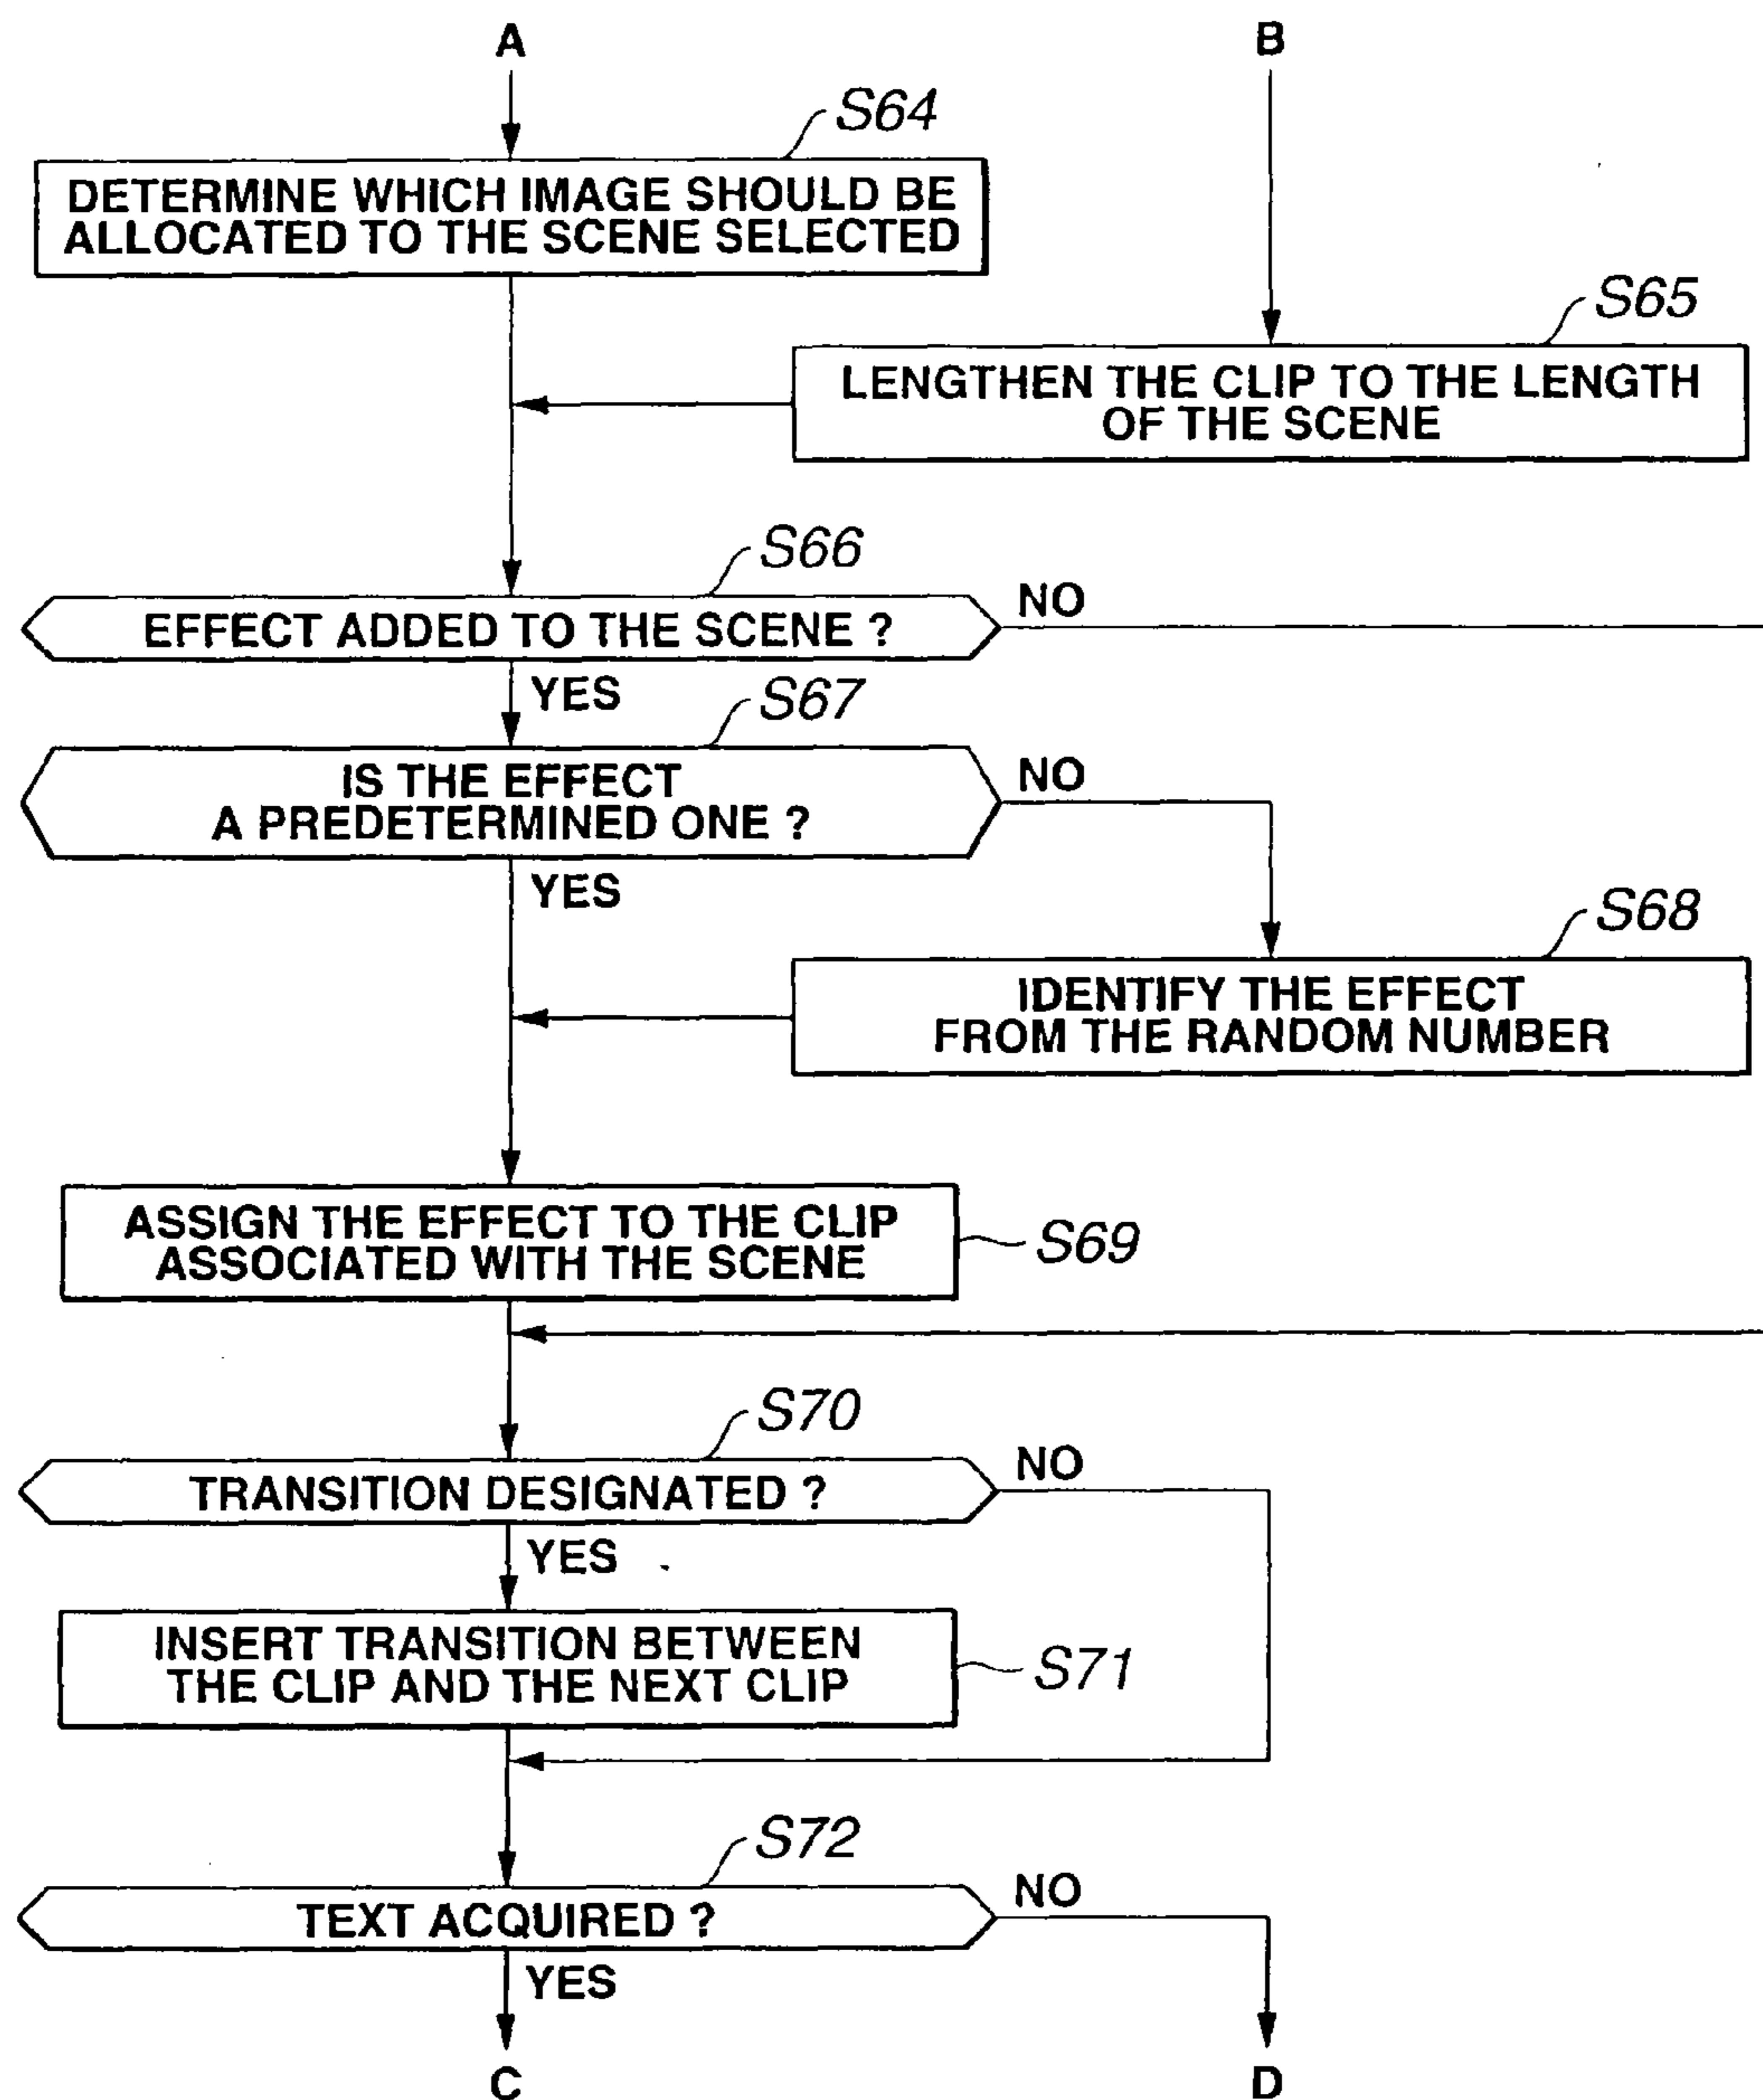 A
B
S64
DETERMINE WHICH IMAGE SHOULD BE
ALLOCATED TO THE SCENE SELECTED
S65
LENGTHEN THE CLIP TO THE LENGTH
OF THE SCENE
S66
EFFECT ADDED TO THE SCENE ?
NO
YES
S67
IS THE EFFECT
A PREDETERMINED ONE ?
NO
YES
S68
IDENTIFY THE EFFECT
FROM THE RANDOM NUMBER
ASSIGN THE EFFECT TO THE CLIP
ASSOCIATED WITH THE SCENE
S69
S70
TRANSITION DESIGNATED ?
NO
YES
INSERT TRANSITION BETWEEN
THE CLIP AND THE NEXT CLIP
S71
S72
TEXT ACQUIRED ?
NO
YES
C
D